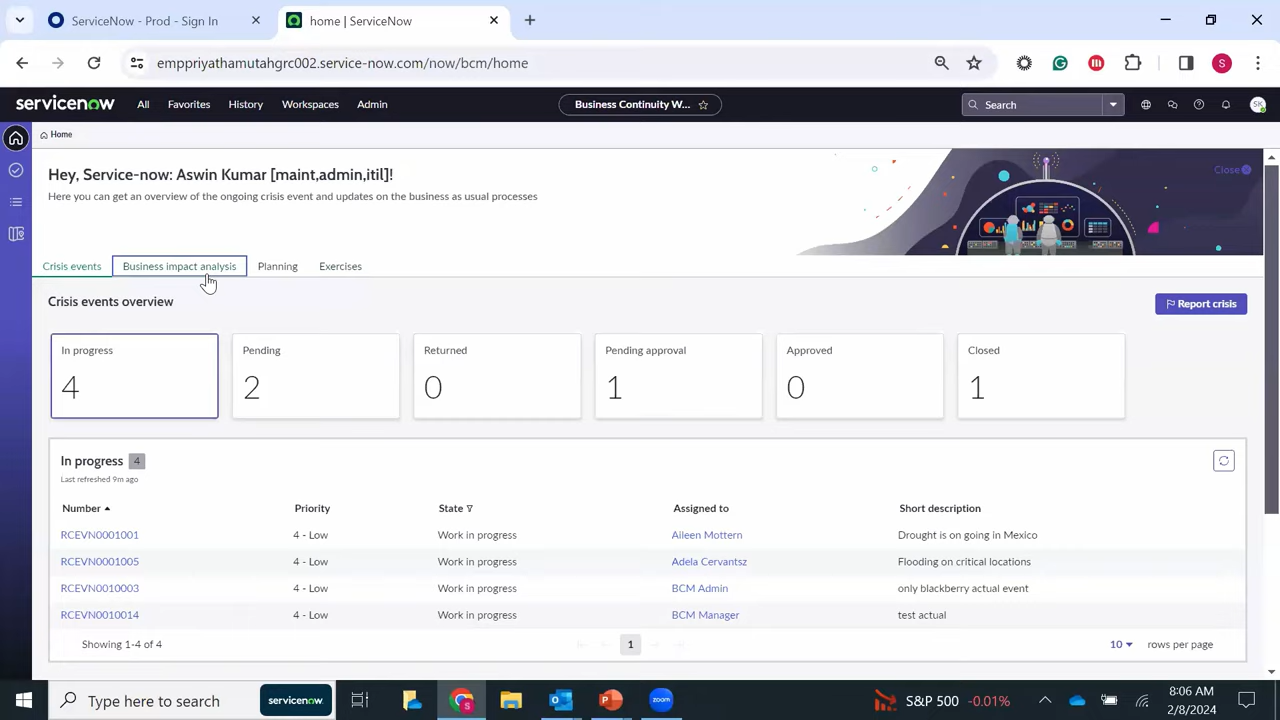 ServiceNow - Prod - Sign In
home | ServiceNow
emppriyathamutahgrc002.service-now.com/now/bcm/home
S
servicenow All Favorites History Workspaces Admin
Business Continuity W...
Search
SK
Home
Hey, Service-now: Aswin Kumar [maint,admin,itil]!
Close
Here you can get an overview of the ongoing crisis event and updates on the business as usual processes
Crisis events Business impact analysis Planning Exercises
Crisis events overview
Report crisis
In progress Pending Returned Pending approval Approved Closed
4 2 0 1 0 1
In progress 4
Last refreshed 9m ago
Number Priority State Assigned to Short description
RCEVN0001001 4 - Low Work in progress Aileen Mottern Drought is on going in Mexico
RCEVN0001005 4 - Low Work in progress Adela Cervantsz Flooding on critical locations
RCEVN0010003 4 - Low Work in progress BCM Admin only blackberry actual event
RCEVN0010014 4 - Low Work in progress BCM Manager test actual
Showing 1-4 of 4
1
10 rows per page
Type here to search
servicenow
S&P 500 -0.01%
8:06 AM
2/8/2024